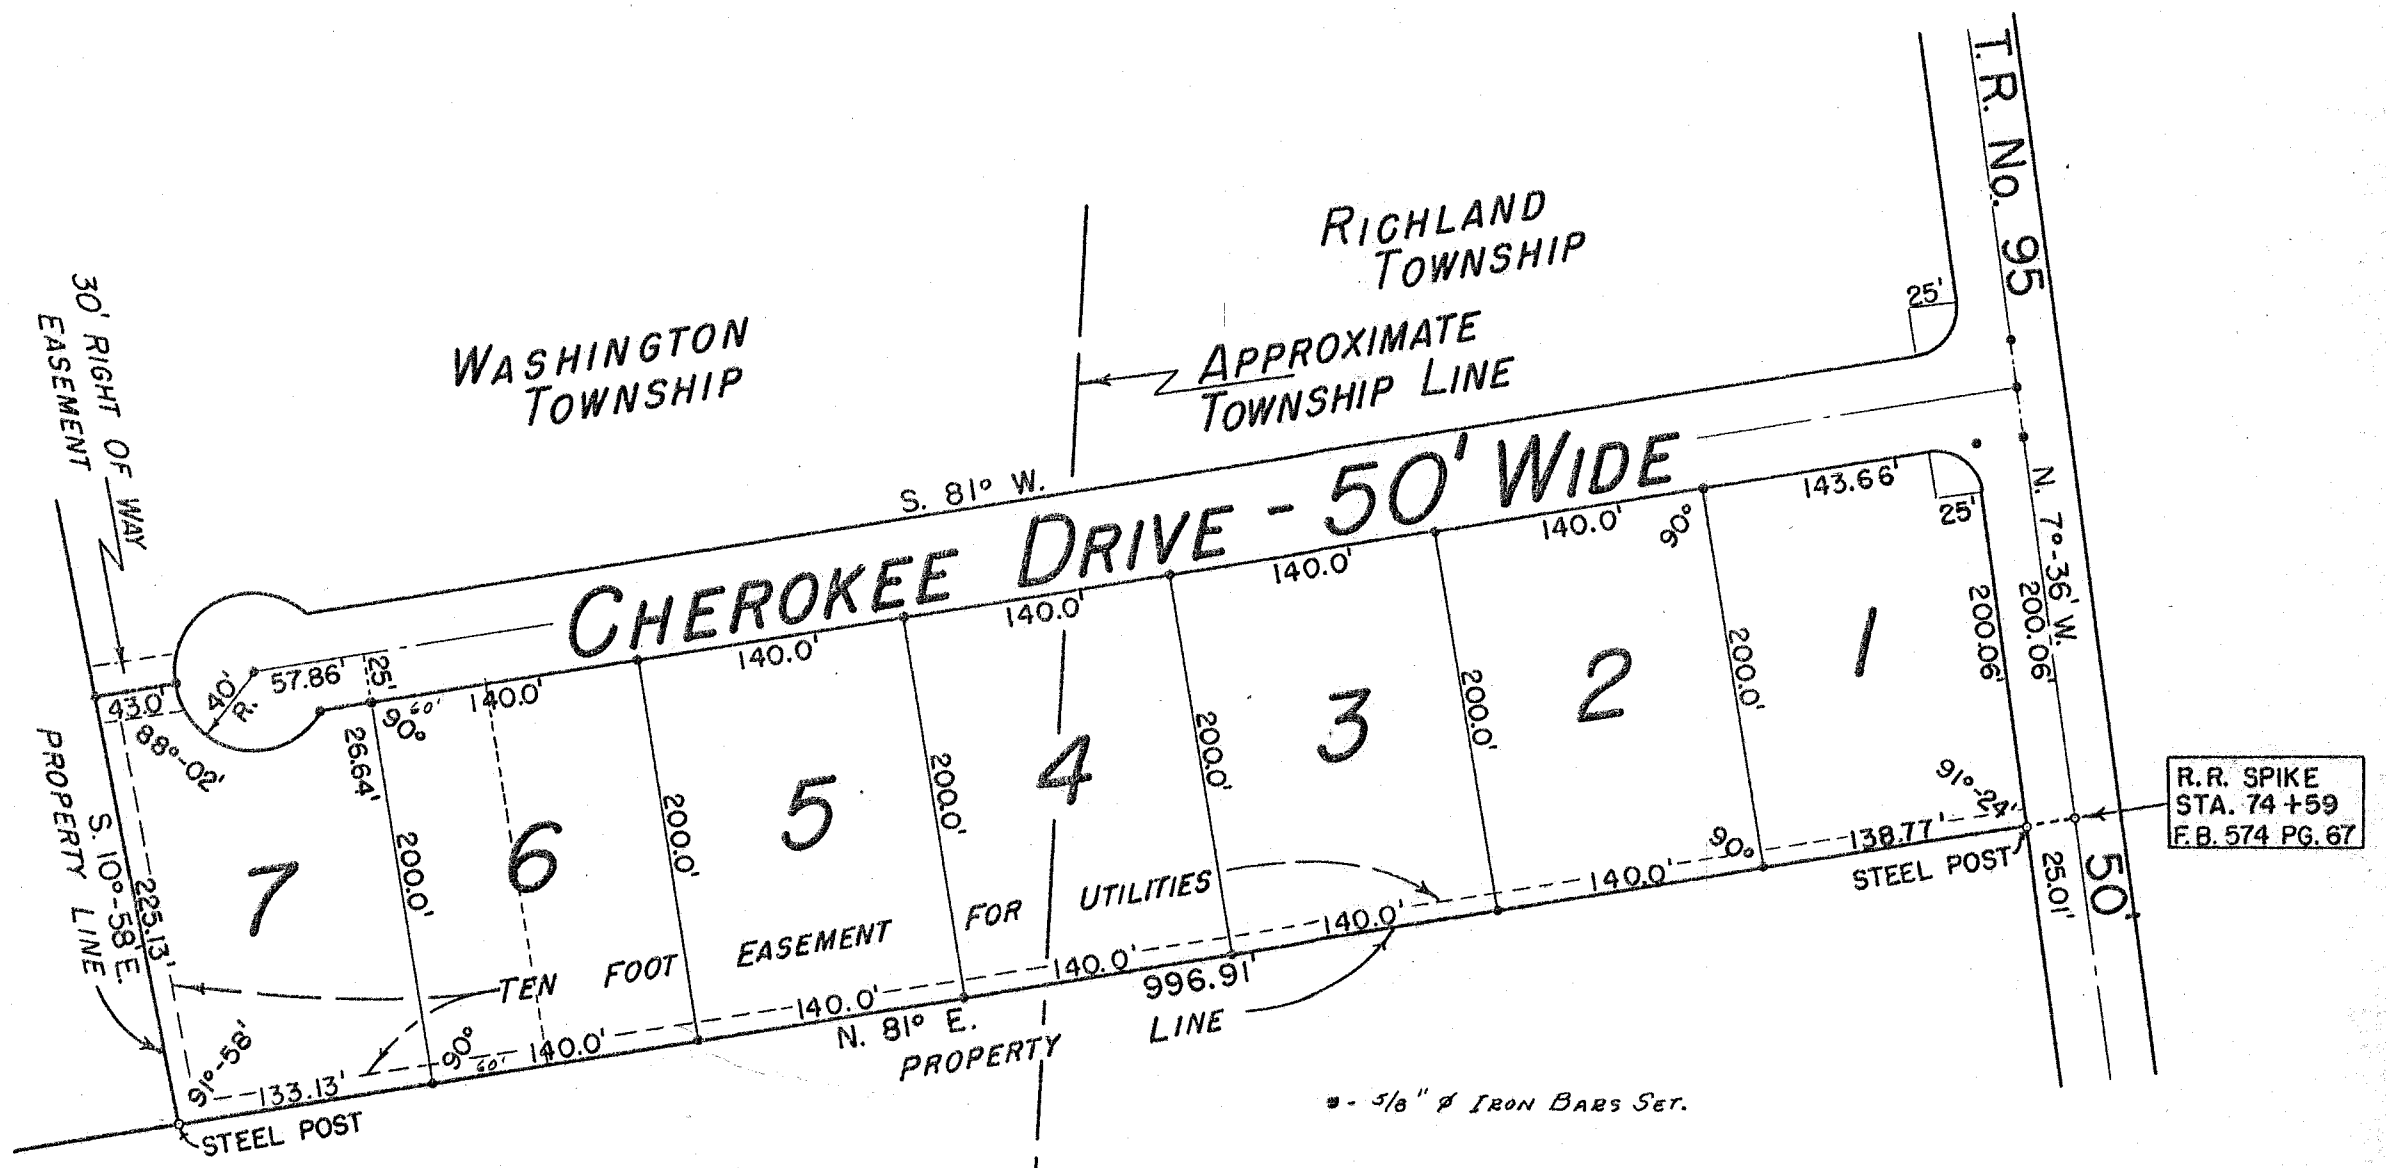 T.R. No. 95
RICHLAND
TOWNSHIP
WASHINGTON
TOWNSHIP
APPROXIMATE
TOWNSHIP LINE
30' RIGHT OF WAY
EASEMENT
25'
S. 81° W.
CHEROKEE DRIVE - 50' WIDE
143.66'
25'
90°
140.0'
140.0'
140.0'
140.0'
140.0'
60'
90°
25'
57.86'
40'
R.
43.0'
88°-02'
26.64'
N. 7°-36' W.
200.06'
200.06'
1
200.0'
2
200.0'
3
200.0'
4
200.0'
5
200.0'
6
200.0'
7
PROPERTY LINE
S. 10°-58' E.
225.13'
91°-24'
R.R. SPIKE
STA. 74+59
F.B. 574 PG. 67
138.77'
90°
STEEL POST
25.01'
50'
TEN FOOT EASEMENT FOR UTILITIES
140.0'
140.0'
140.0'
140.0'
140.0'
60'
90°
133.13'
91°-58'
996.91'
N. 81° E.
PROPERTY LINE
STEEL POST
- 5/8" Ø IRON BARS SET.